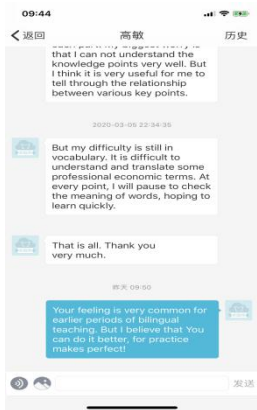 09:44
返回 高敏 历史
each part. My biggest worry is
that I can not understand the
knowledge points very well. But
I think it is very useful for me to
tell through the relationship
between various key points.
2020-03-05 22:34:35
But my difficulty is still in
vocabulary. It is difficult to
understand and translate some
professional economic terms. At
every point, I will pause to check
the meaning of words, hoping to
learn quickly.
That is all. Thank you
very much.
昨天 09:50
Your feeling is very common for
earlier periods of bilingual
teaching. But I believe that You
can do it better, for practice
makes perfect!
发送